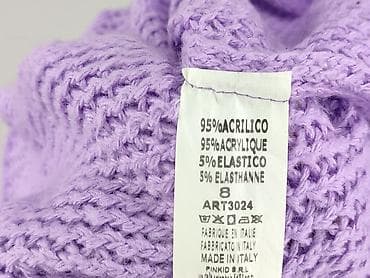 95%ACRILICO
95%ACRYLIQUE
5%ELASTICO
5% ELASTHANNE
8
ART3024
FABRIQUE EN ITALIE
FABBRICATO IN ITALY
MADE IN ITALY
PINKID S.R.L